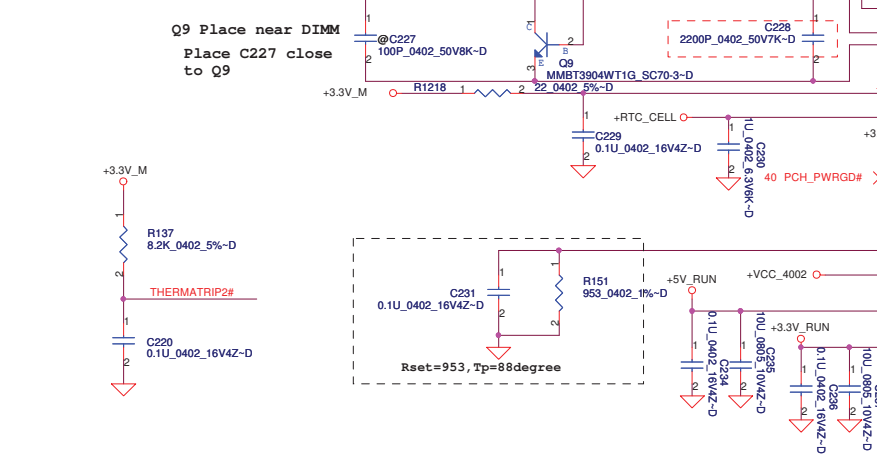 Q9 Place near DIMM
Place C227 close
to Q9
1
@C227
100P_0402_50V8K~D
2
C
2
B
E
3
Q9
MMBT3904WT1G_SC70-3~D
1
C228
2200P_0402_50V7K~D
2
+3.3V_M
R1218
1
2
22_0402_5%~D
1
C229
0.1U_0402_16V4Z~D
2
+RTC_CELL
1
2
C230
1U_0402_6.3V6K~D
+3
40 PCH_PWRGD#
+3.3V_M
1
R137
8.2K_0402_5%~D
2
THERMATRIP2#
1
C220
0.1U_0402_16V4Z~D
2
1
C231
0.1U_0402_16V4Z~D
2
1
R151
953_0402_1%~D
2
Rset=953,Tp=88degree
+5V_RUN
+VCC_4002
1
2
C234
0.1U_0402_16V4Z~D
1
2
C235
10U_0805_10V4Z~D
+3.3V_RUN
1
2
C236
0.1U_0402_16V4Z~D
1
2
10U_0805_10V4Z~D